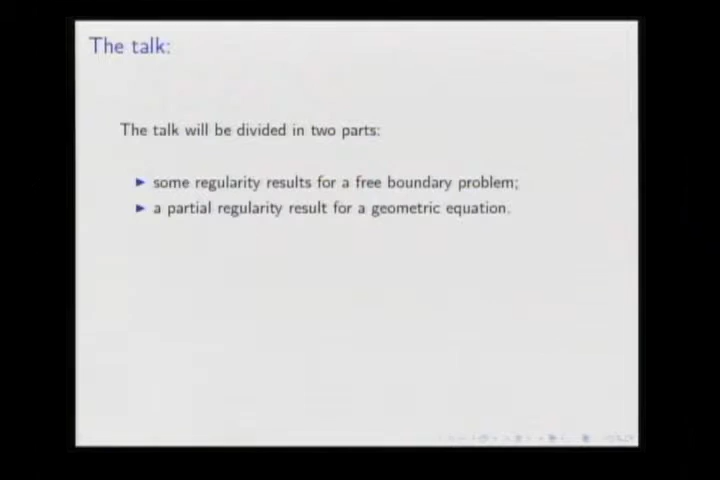 The talk:
The talk will be divided in two parts:
some regularity results for a free boundary problem;
a partial regularity result for a geometric equation.